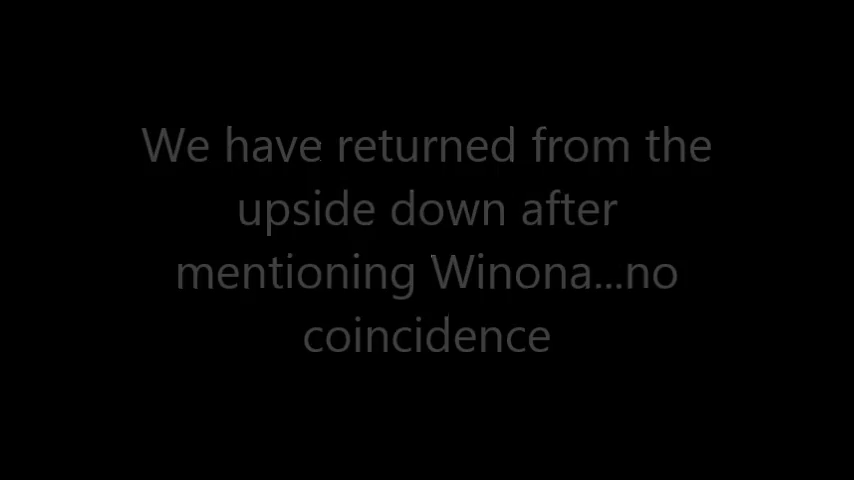 We have returned from the
upside down after
mentioning Winona...no
coincidence